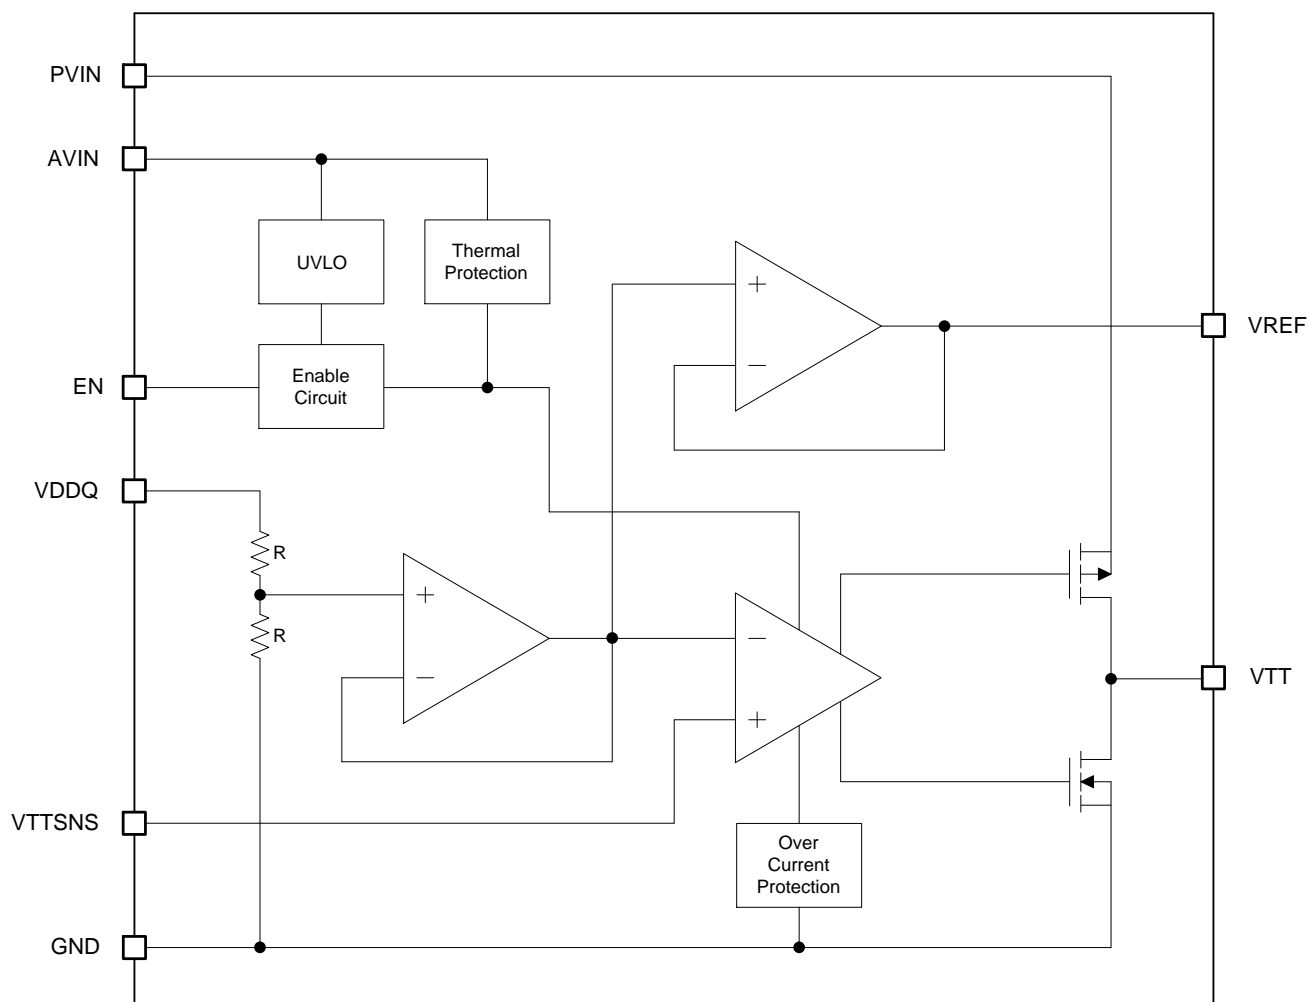 PVIN
AVIN
UVLO
Thermal
Protection
+
−
VREF
EN
Enable
Circuit
VDDQ
R
+
R
−
−
+
VTT
VTTSNS
Over
Current
Protection
GND